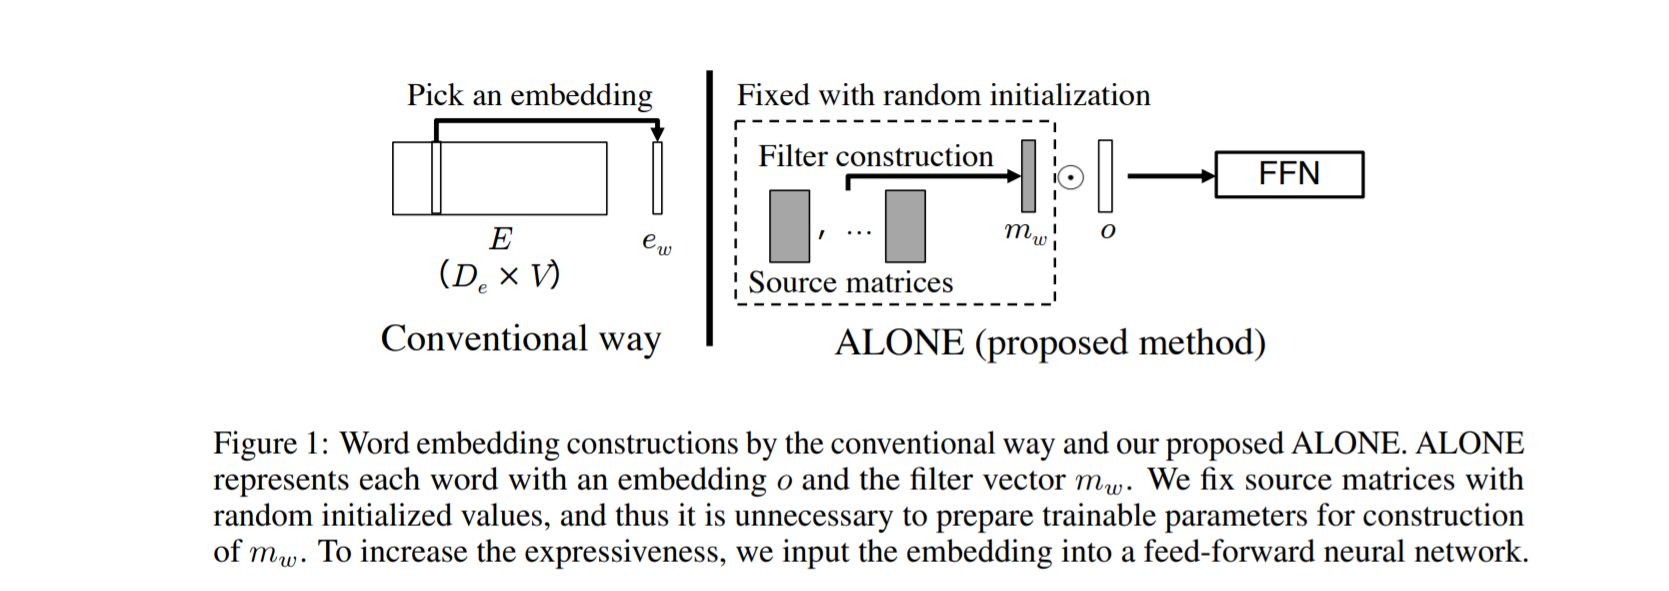 Pick an embedding
E
(D_e × V)
e_w
Conventional way
Fixed with random initialization
Filter construction
, ...
Source matrices
m_w
⊙
o
FFN
ALONE (proposed method)
Figure 1: Word embedding constructions by the conventional way and our proposed ALONE. ALONE
represents each word with an embedding o and the filter vector m_w. We fix source matrices with
random initialized values, and thus it is unnecessary to prepare trainable parameters for construction
of m_w. To increase the expressiveness, we input the embedding into a feed-forward neural network.